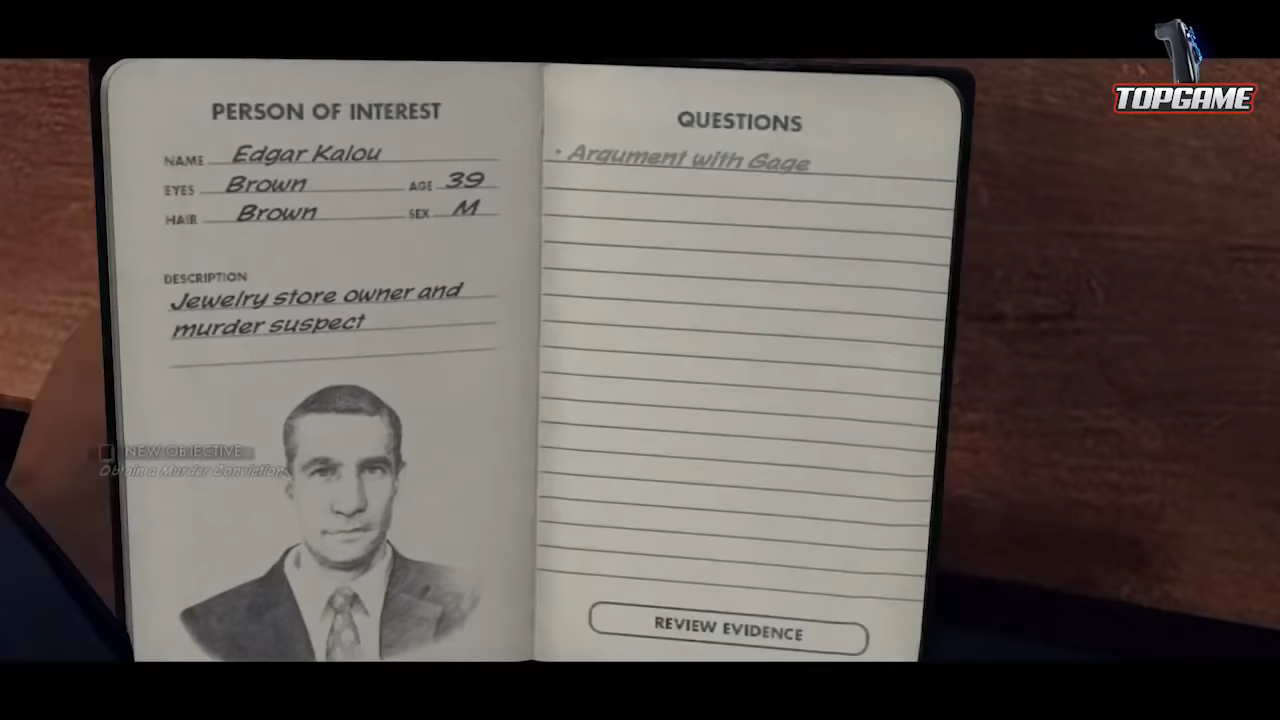 TOPGAME
PERSON OF INTEREST
NAME Edgar Kalou
EYES Brown AGE 39
HAIR Brown SEX M
DESCRIPTION
Jewelry store owner and
murder suspect
NEW OBJECTIVE
Obtain a Murder Conviction
QUESTIONS
• Argument with Gage
REVIEW EVIDENCE